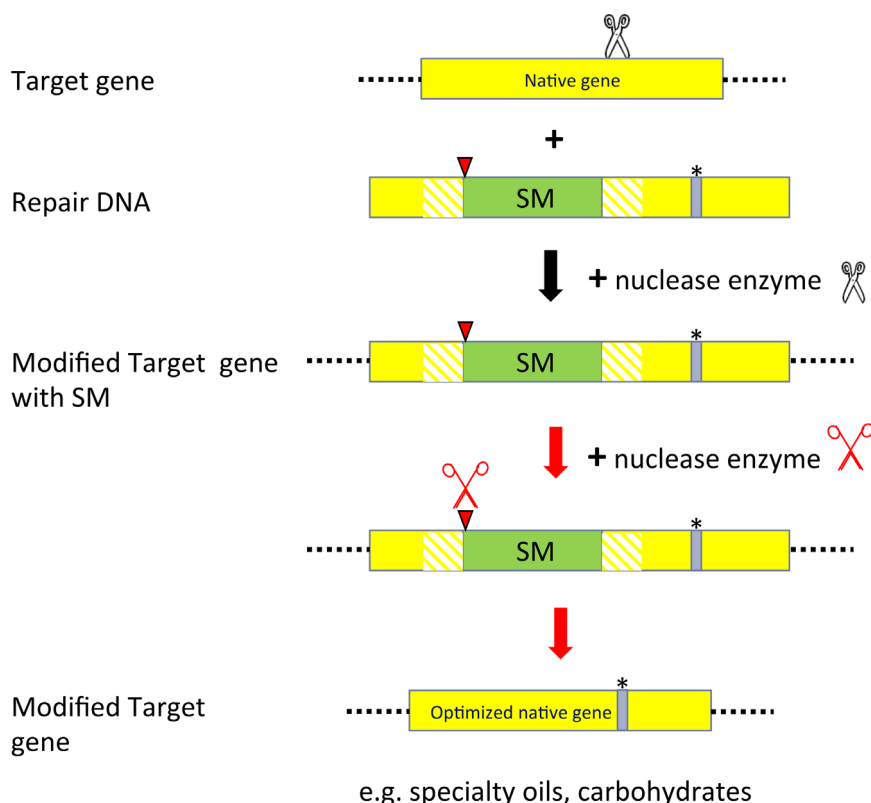 Target gene
Native gene
+
*
Repair DNA
SM
+ nuclease enzyme
*
Modified Target gene
with SM
SM
+ nuclease enzyme
*
SM
*
Modified Target
gene
Optimized native gene
e.g. specialty oils, carbohydrates